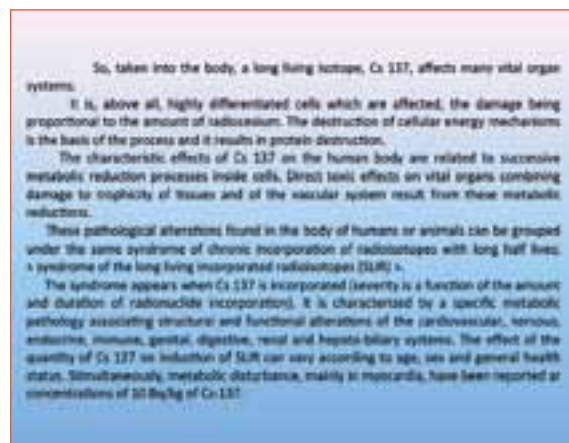 So, taken into the body, a long living isotope, Cs 137, affects many vital organ
systems.
It is, above all, highly differentiated cells which are affected, the damage being
proportional to the amount of radiocesium. The destruction of cellular energy mechanisms
is the basis of the process and it results in protein destruction.
The characteristic effects of Cs 137 on the human body are related to successive
metabolic reduction processes inside cells. Direct toxic effects on vital organs combining
damage to trophicity of tissues and of the vascular system result from these metabolic
reductions.
These pathological alterations found in the body of humans or animals can be grouped
under the same syndrome of chronic incorporation of radioisotopes with long half lives:
« syndrome of the long living incorporated radioisotopes (SLIR) ».
The syndrome appears when Cs 137 is incorporated (severity is a function of the amount
and duration of radionuclide incorporation). It is characterized by a specific metabolic
pathology associating structural and functional alterations of the cardiovascular, nervous,
endocrine, immune, genital, digestive, renal and hepato-biliary systems. The effect of the
quantity of Cs 137 on induction of SLIR can vary according to age, sex and general health
status. Stimultaneously, metabolic disturbance, mainly in myocardia, have been reported at
concentrations of 10 Bq/kg of Cs-137.